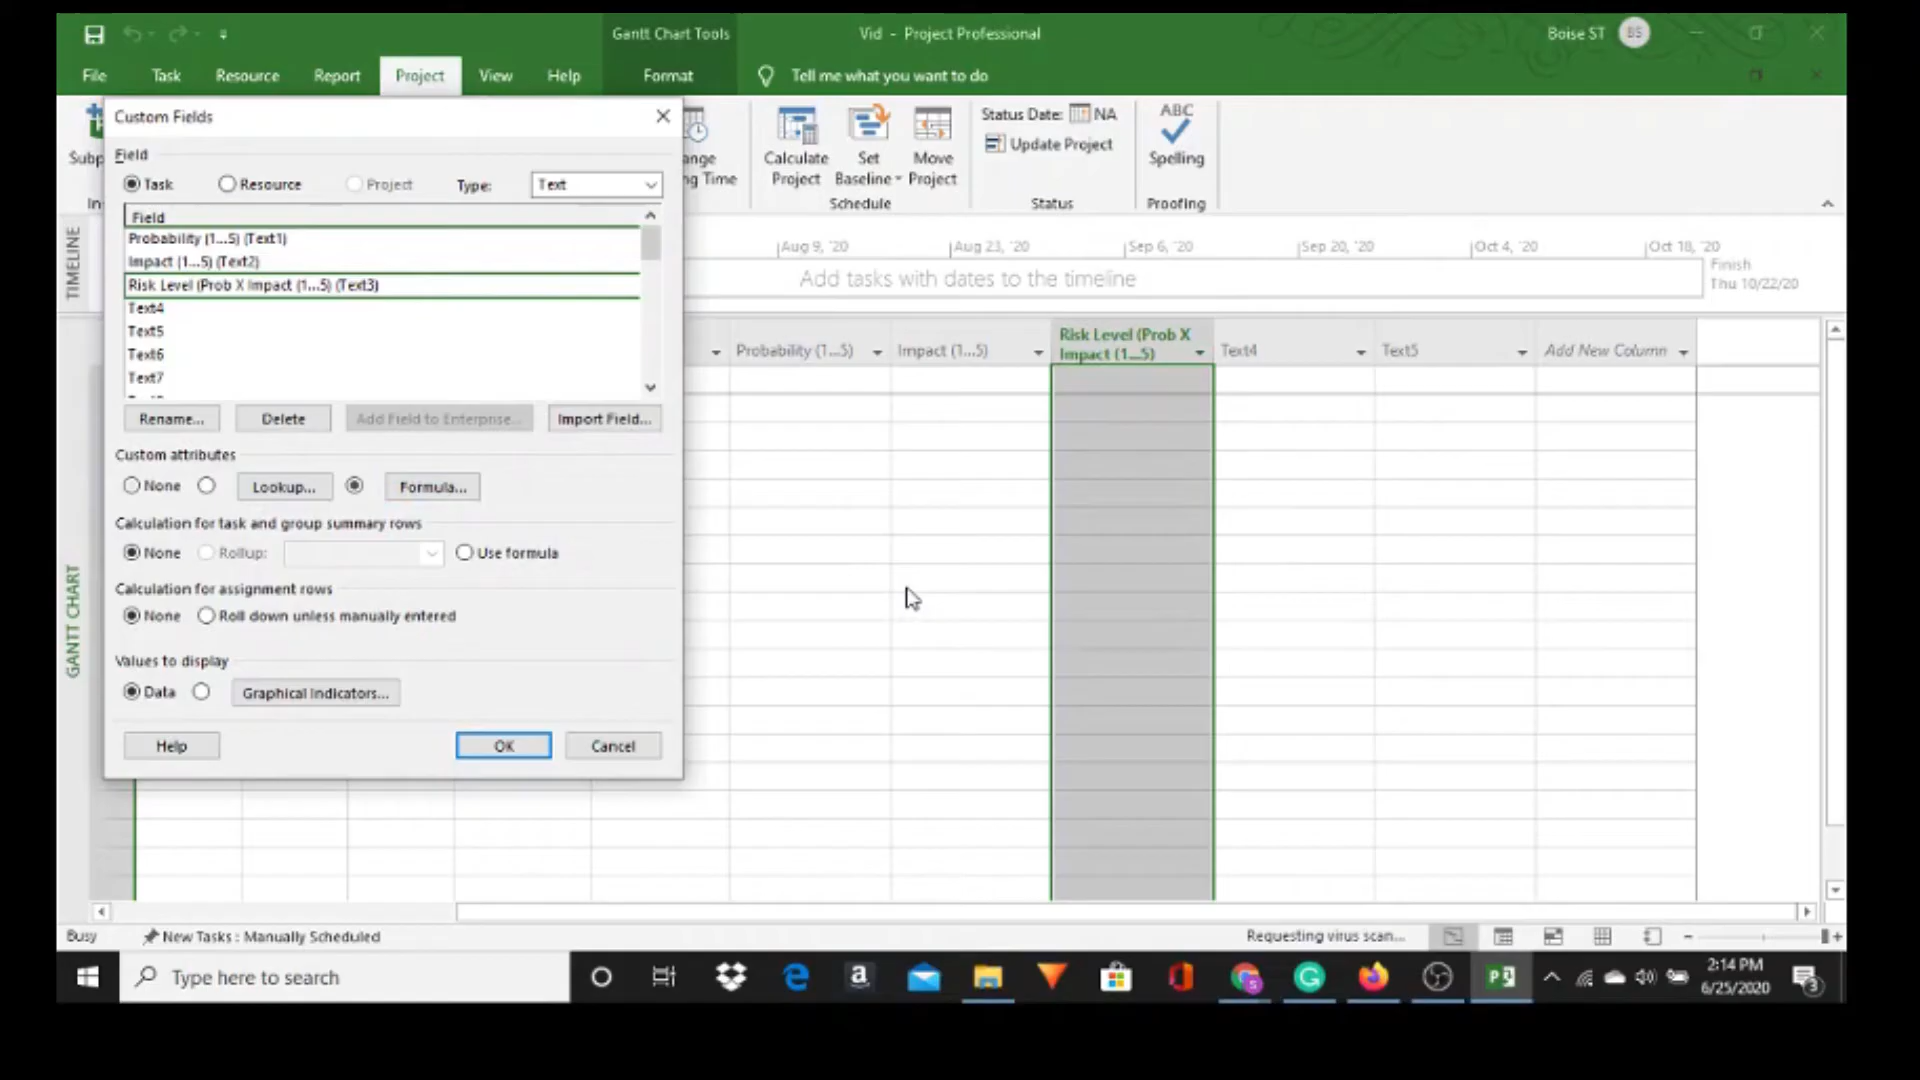 Gantt Chart Tools
Vid - Project Professional
Boise ST
BS
File
Task
Resource
Report
Project
View
Help
Format
Tell me what you want to do
Custom Fields
Field
Task
Resource
Project
Type:
Text
Field
Probability (1...5) (Text1)
Impact (1...5) (Text2)
Risk Level (Prob X Impact (1...5) (Text3)
Text4
Text5
Text6
Text7
Rename...
Delete
Add Field to Enterprise...
Import Field...
Custom attributes
None
Lookup...
Formula...
Calculation for task and group summary rows
None
Rollup:
Use formula
Calculation for assignment rows
None
Roll down unless manually entered
Values to display
Data
Graphical Indicators...
Help
OK
Cancel
Subp
In
ange
ng Time
Calculate
Project
Set
Baseline
Move
Project
Schedule
Status Date:
NA
Update Project
Status
ABC
Spelling
Proofing
TIMELINE
Aug 9, '20
Aug 23, '20
Sep 6, '20
Sep 20, '20
Oct 4, '20
Oct 18, '20
Add tasks with dates to the timeline
Finish
Thu 10/22/20
GANTT CHART
Probability (1...5)
Impact (1...5)
Risk Level (Prob X
Impact (1...5)
Text4
Text5
Add New Column
Busy
New Tasks : Manually Scheduled
Requesting virus scan...
Type here to search
2:14 PM
6/25/2020
3